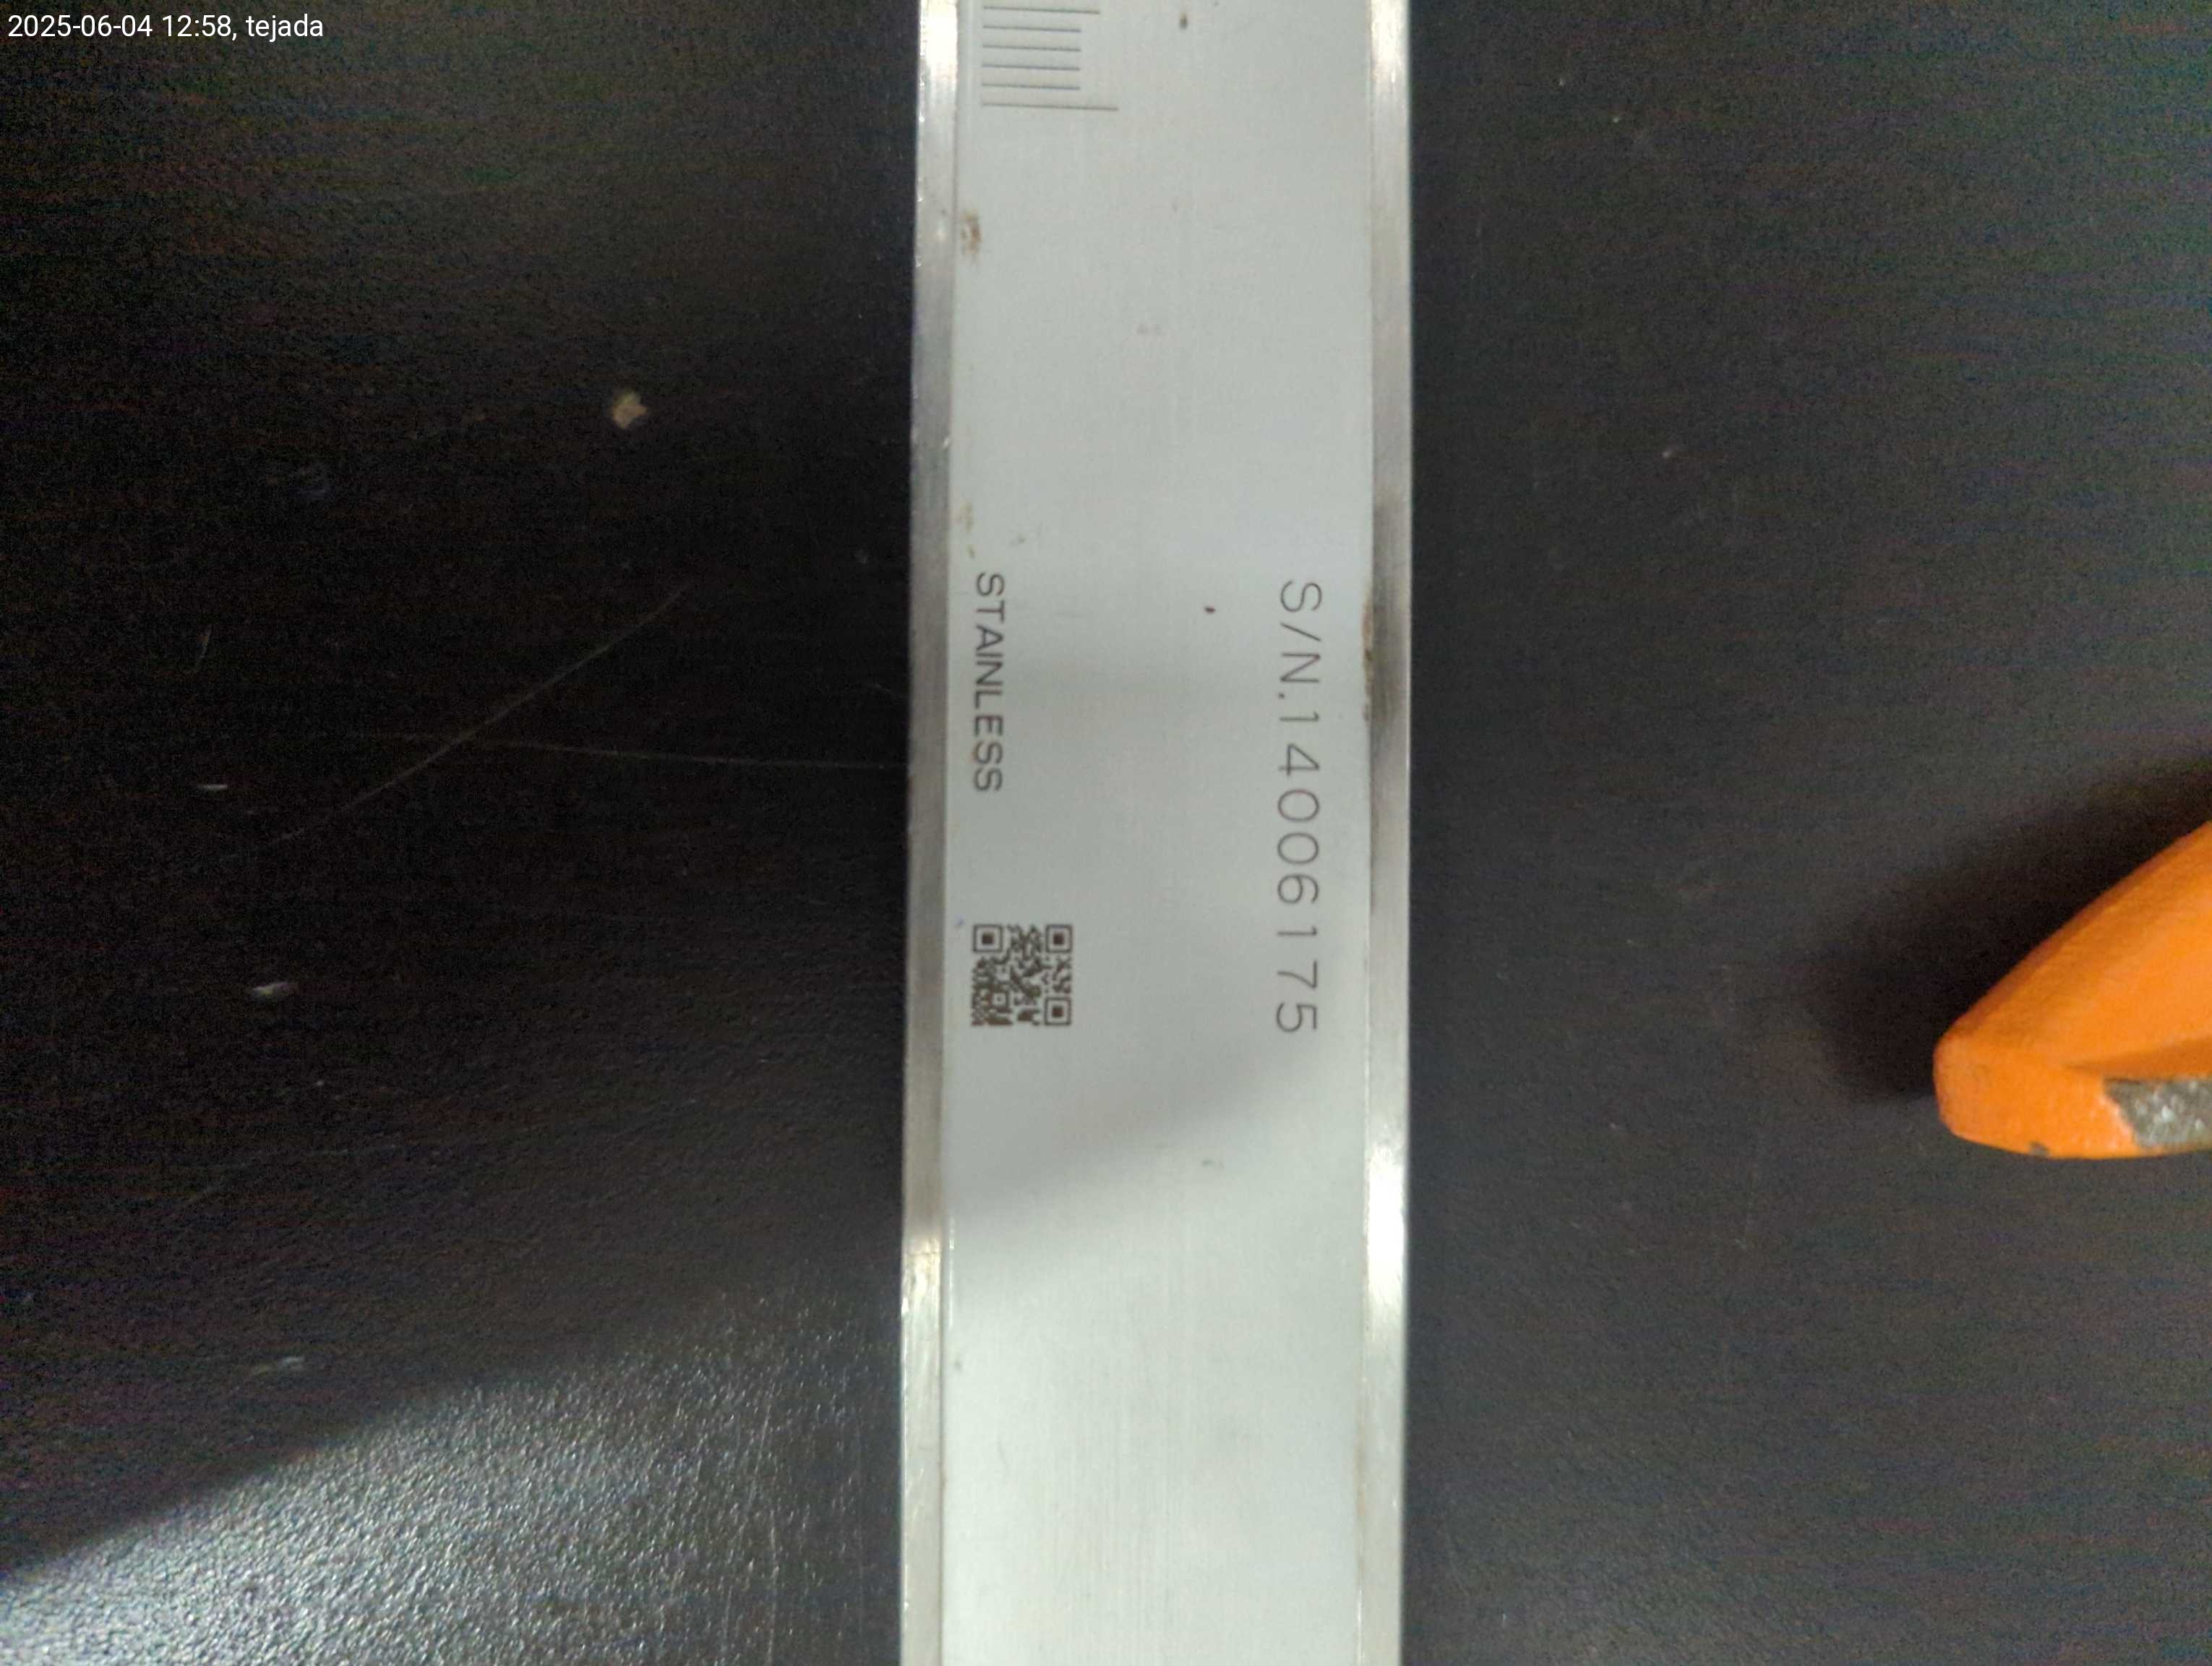 2025-06-04 12:58, tejada
S/N.14006175
STAINLESS